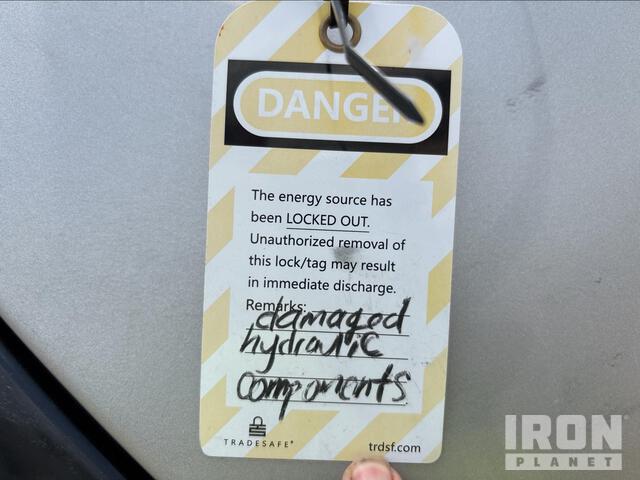 DANGER
The energy source has
been LOCKED OUT.
Unauthorized removal of
this lock/tag may result
in immediate discharge.
Remarks:
damaged
hydraulic
components
TRADESAFE®
trdsf.com
IRON
PLANET